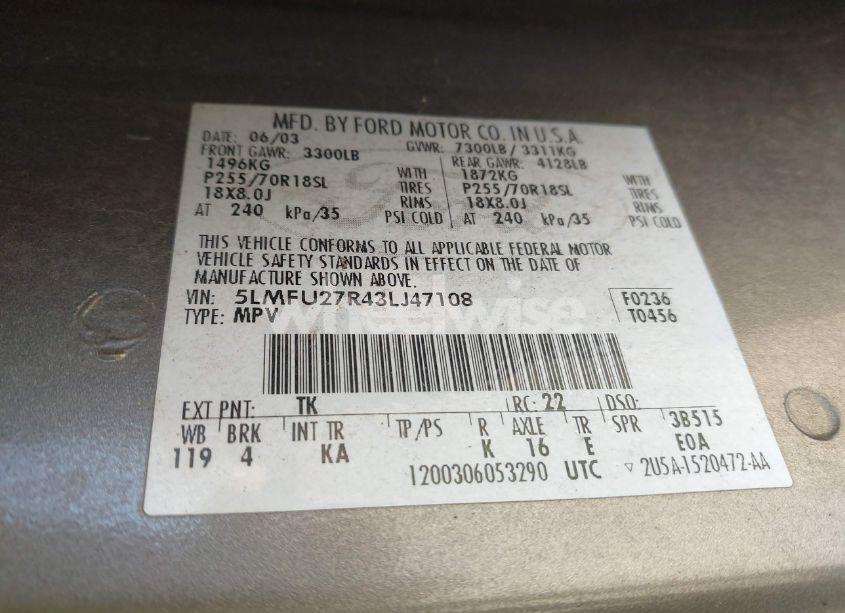 MFD. BY FORD MOTOR CO. IN U.S.A.
DATE: 06/03 GVWR: 7300LB / 3311KG
FRONT GAWR: 3300LB REAR GAWR: 4128LB
1496KG WITH 1872KG WITH
P255/70R18SL TIRES P255/70R18SL TIRES
18X8.0J RIMS 18X8.0J RIMS
AT 240 kPa/35 PSI COLD AT 240 kPa/35 PSI COLD
THIS VEHICLE CONFORMS TO ALL APPLICABLE FEDERAL MOTOR
VEHICLE SAFETY STANDARDS IN EFFECT ON THE DATE OF
MANUFACTURE SHOWN ABOVE.
VIN: 5LMFU27R43LJ47108 F0236
TYPE: MPV T0456
wheelwise
EXT PNT: TK RC: 22 DSO:
WB BRK INT TR TP/PS R AXLE TR SPR 3B515
119 4 KA K 16 E EOA
1200306053290 UTC ▽ 2U5A-1520472-AA